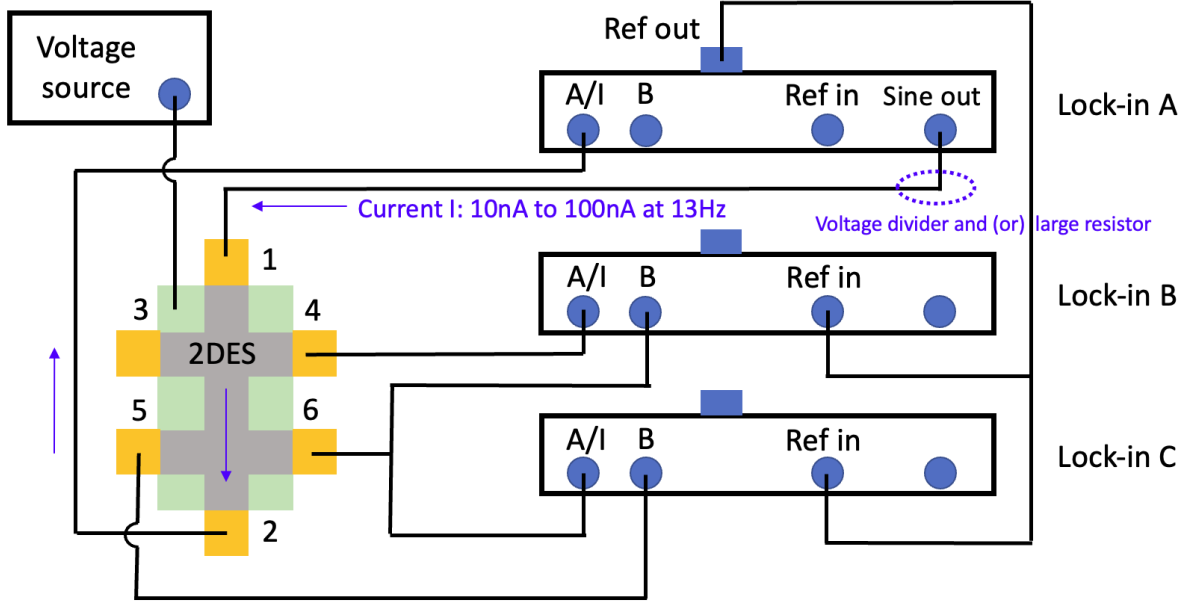 Voltage
source
Ref out
A/I B Ref in Sine out
Lock-in A
Current I: 10nA to 100nA at 13Hz
Voltage divider and (or) large resistor
1
A/I B Ref in
Lock-in B
3 4
2DES
5 6
A/I B Ref in
Lock-in C
2